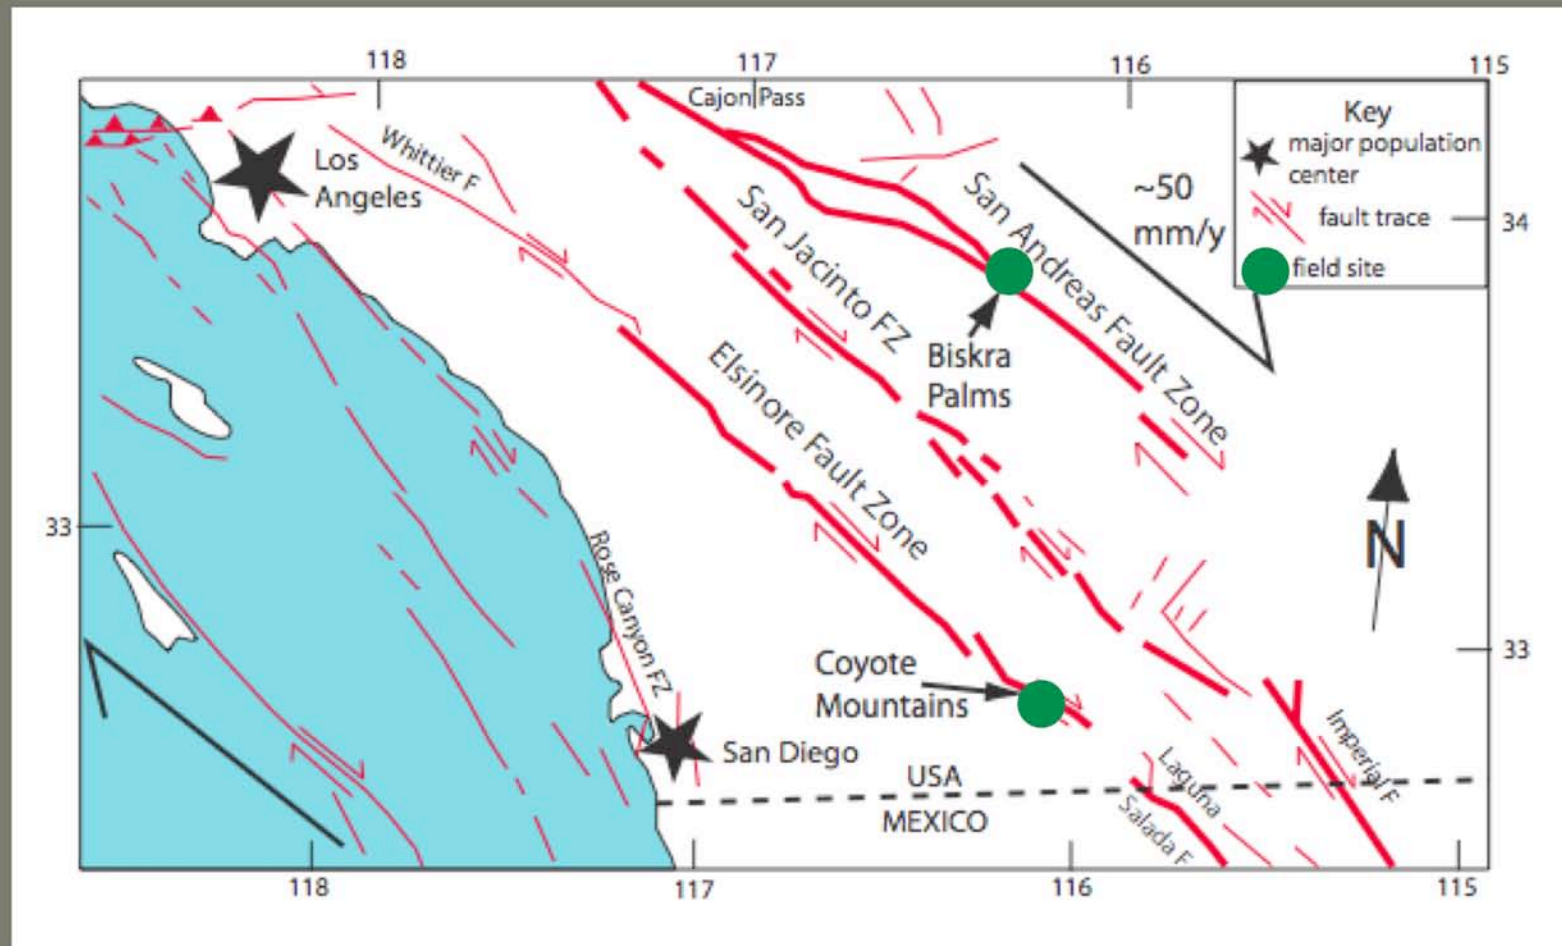 118
117
116
115
Cajon Pass
Key
major population
center
fault trace
field site
Whittier F
Los
Angeles
San Jacinto FZ
San Andreas Fault Zone
~50
mm/y
34
Biskra
Palms
Elsinore Fault Zone
33
N
Rose Canyon FZ
33
Coyote
Mountains
San Diego
USA
MEXICO
Laguna
Salada F
Imperial F
118
117
116
115